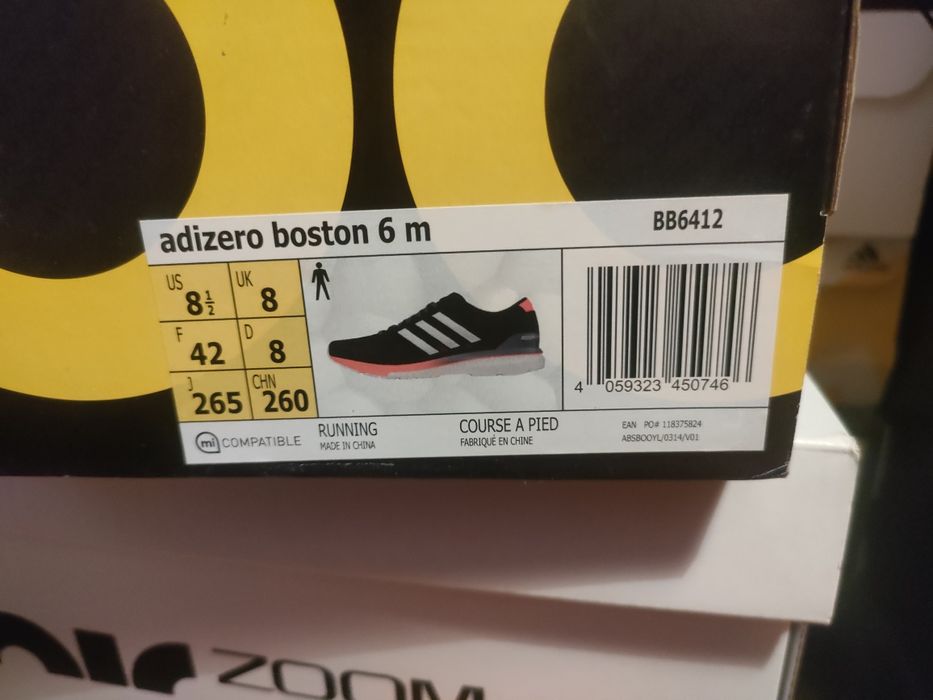 adizero boston 6 m
BB6412
US 8½ UK 8
F 42 D 8
J 265 CHN 260
mi COMPATIBLE
RUNNING
MADE IN CHINA
COURSE A PIED
FABRIQUÉ EN CHINE
4 059323 450746
EAN PO# 118375824
ABSBOOYL/0314/V01
ZOOM